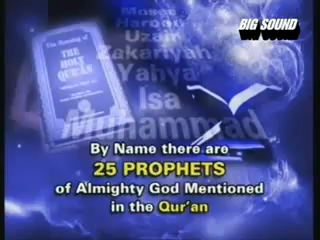 BIG SOUND
Moses
Haroon
Uzair
Zakariyah
Yahya
Isa
Muhammad
The Meaning of
THE
HOLY
QUR'AN
By Name there are
25 PROPHETS
of Almighty God Mentioned
in the Qur'an